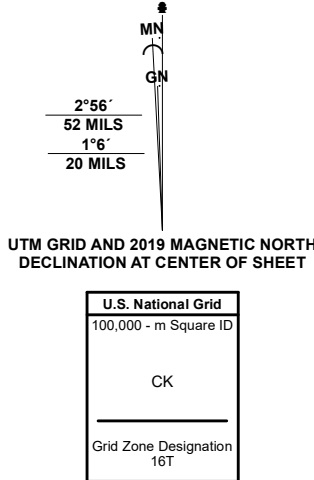 MN
GN
2°56´
52 MILS
1°6´
20 MILS
UTM GRID AND 2019 MAGNETIC NORTH
DECLINATION AT CENTER OF SHEET
U.S. National Grid
100,000 - m Square ID
CK
Grid Zone Designation
16T